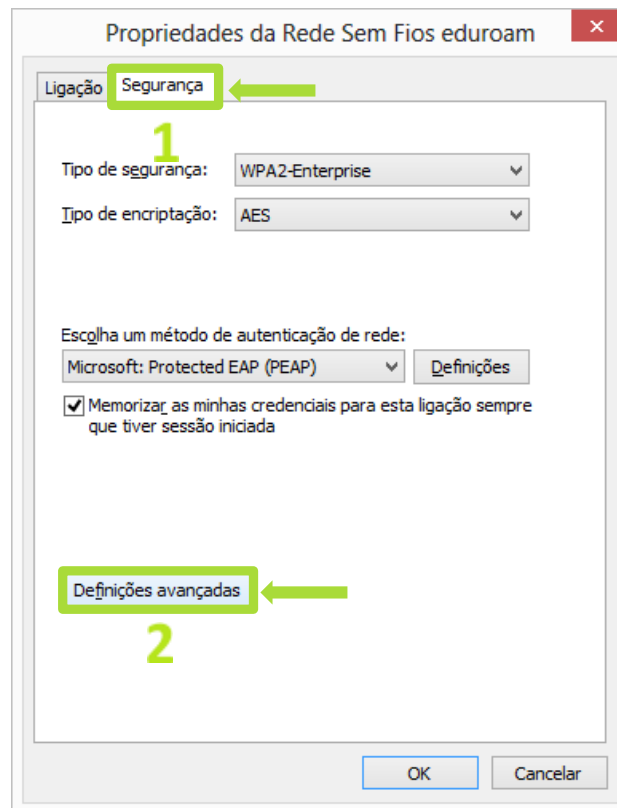 Propriedades da Rede Sem Fios eduroam
Ligação Segurança
1
Tipo de segurança: WPA2-Enterprise
Tipo de encriptação: AES
Escolha um método de autenticação de rede:
Microsoft: Protected EAP (PEAP) Definições
Memorizar as minhas credenciais para esta ligação sempre
que tiver sessão iniciada
Definições avançadas
2
OK Cancelar